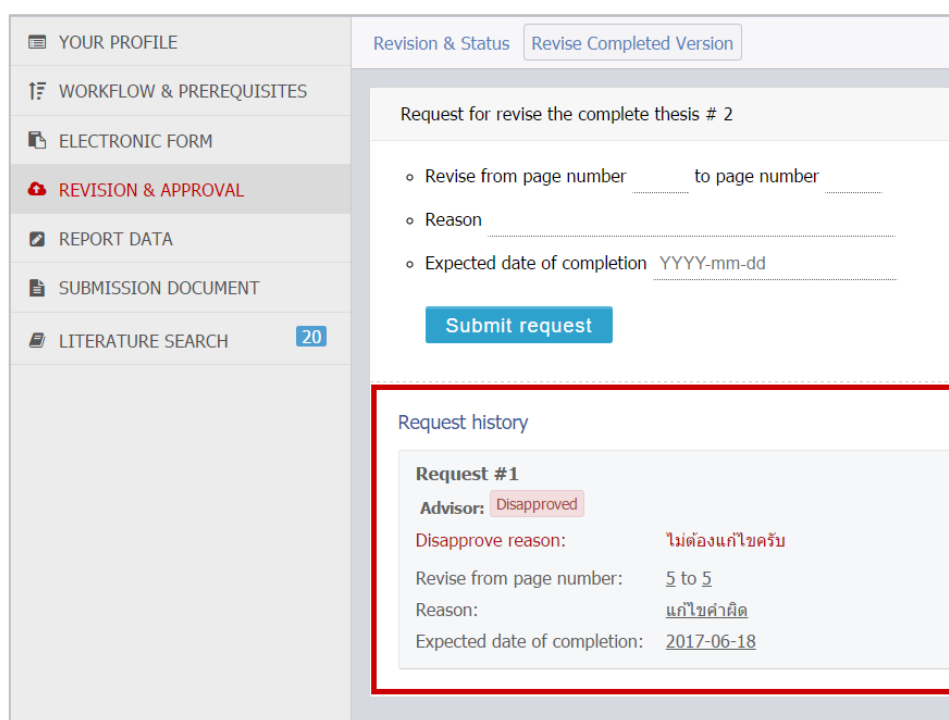 YOUR PROFILE
WORKFLOW & PREREQUISITES
ELECTRONIC FORM
REVISION & APPROVAL
REPORT DATA
SUBMISSION DOCUMENT
LITERATURE SEARCH 20
Revision & Status Revise Completed Version
Request for revise the complete thesis # 2
Revise from page number to page number
Reason
Expected date of completion YYYY-mm-dd
Submit request
Request history
Request #1
Advisor: Disapproved
Disapprove reason: ไม่ต้องแก้ไขครับ
Revise from page number: 5 to 5
Reason: แก้ไขคำผิด
Expected date of completion: 2017-06-18